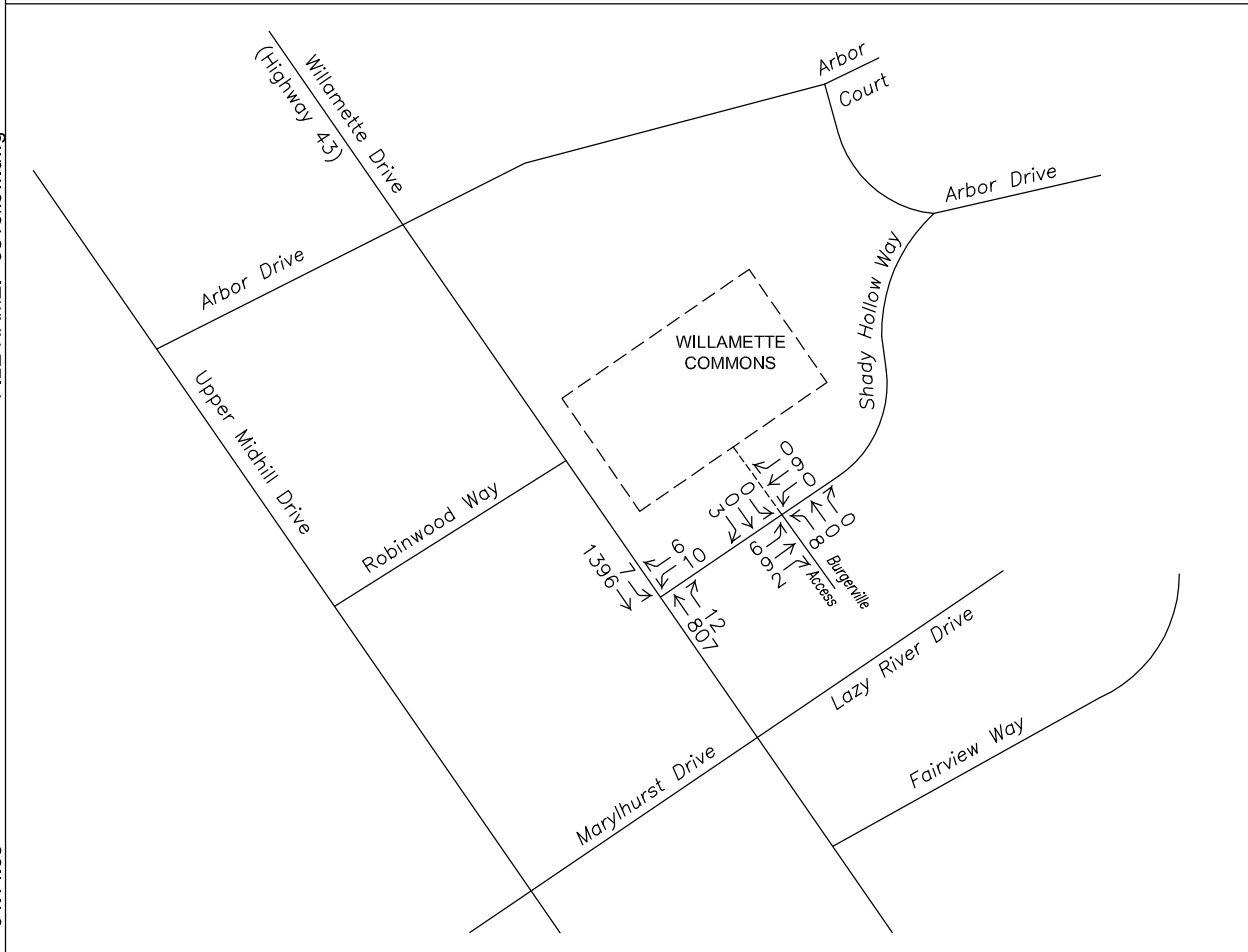 Arbor
Court
Willamette Drive
(Highway 43)
Arbor Drive
Arbor Drive
Shady Hollow Way
WILLAMETTE
COMMONS
Upper Midhill Drive
Robinwood Way
0
6
0
0
0
3
6
6
2
8
0
0
Burgerville
Access
6
10
7
1396
12
807
Lazy River Drive
Marylhurst Drive
Fairview Way